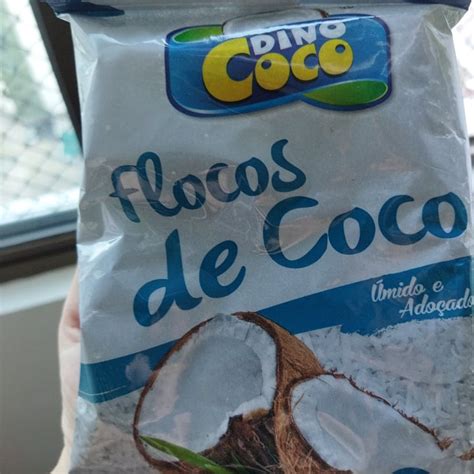 DINO
COCO
Flocos
de Coco
Úmido e
Adoçado